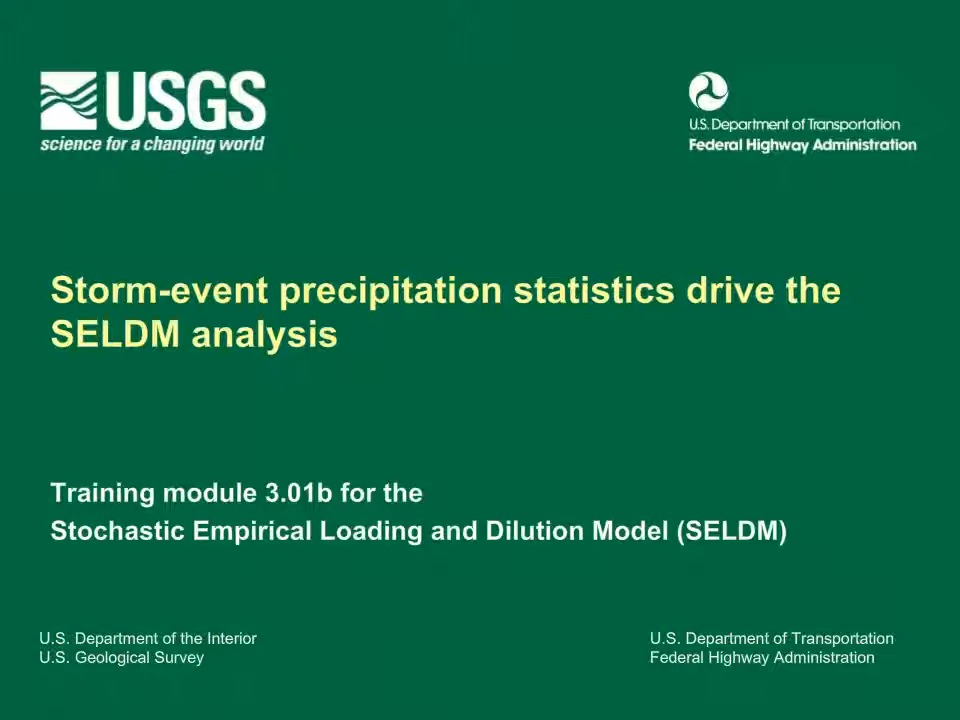 USGS
science for a changing world
U.S. Department of Transportation
Federal Highway Administration
Storm-event precipitation statistics drive the
SELDM analysis
Training module 3.01b for the
Stochastic Empirical Loading and Dilution Model (SELDM)
U.S. Department of the Interior
U.S. Geological Survey
U.S. Department of Transportation
Federal Highway Administration